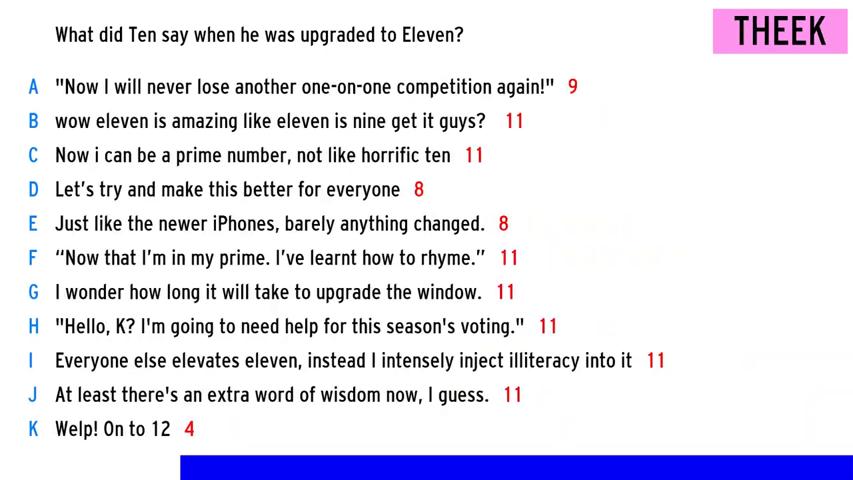 What did Ten say when he was upgraded to Eleven?
THEEK
A "Now I will never lose another one-on-one competition again!" 9
B wow eleven is amazing like eleven is nine get it guys? 11
C Now i can be a prime number, not like horrific ten 11
D Let's try and make this better for everyone 8
E Just like the newer iPhones, barely anything changed. 8
F “Now that I'm in my prime. I've learnt how to rhyme.” 11
G I wonder how long it will take to upgrade the window. 11
H "Hello, K? I'm going to need help for this season's voting." 11
I Everyone else elevates eleven, instead I intensely inject illiteracy into it 11
J At least there's an extra word of wisdom now, I guess. 11
K Welp! On to 12 4